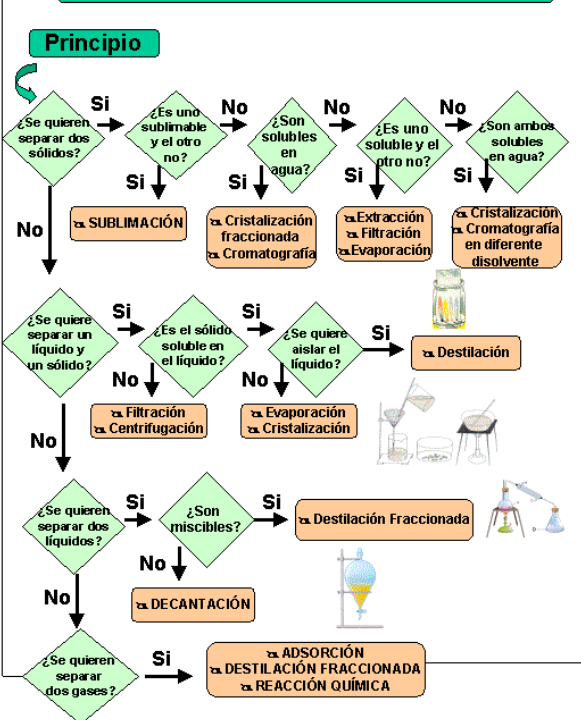 Principio
¿Se quieren
separar dos
sólidos?
Si
¿Es uno
sublimable
y el otro
no?
No
¿Son
solubles
en
agua?
No
¿Es uno
soluble y el
otro no?
No
¿Son ambos
solubles
en agua?
Si
Si
Si
Si
SUBLIMACIÓN
Cristalización
fraccionada
Cromatografía
Extracción
Filtración
Evaporación
Cristalización
Cromatografía
en diferente
disolvente
No
¿Se quiere
separar un
líquido y
un sólido?
Si
¿Es el sólido
soluble en
el líquido?
Si
¿Se quiere
aislar el
líquido?
Si
Destilación
No
No
Filtración
Centrifugación
Evaporación
Cristalización
No
¿Se quieren
separar dos
líquidos?
Si
¿Son
miscibles?
Si
Destilación Fraccionada
No
DECANTACIÓN
No
¿Se quieren
separar
dos gases?
Si
ADSORCIÓN
DESTILACIÓN FRACCIONADA
REACCIÓN QUÍMICA